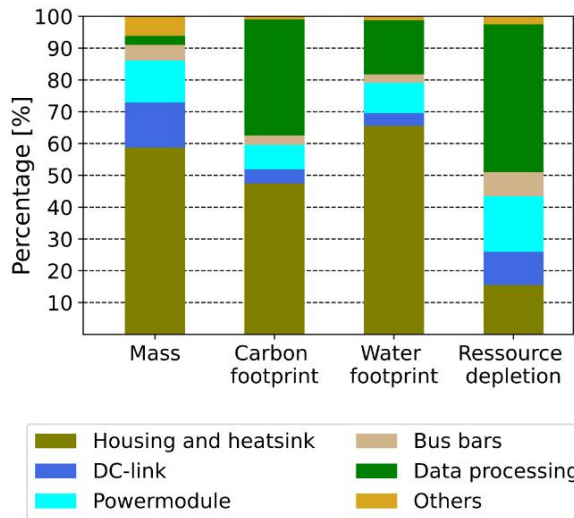 Percentage [%]
100
90
80
70
60
50
40
30
20
10
Mass
Carbon
footprint
Water
footprint
Ressource
depletion
Housing and heatsink
DC-link
Powermodule
Bus bars
Data processing
Others